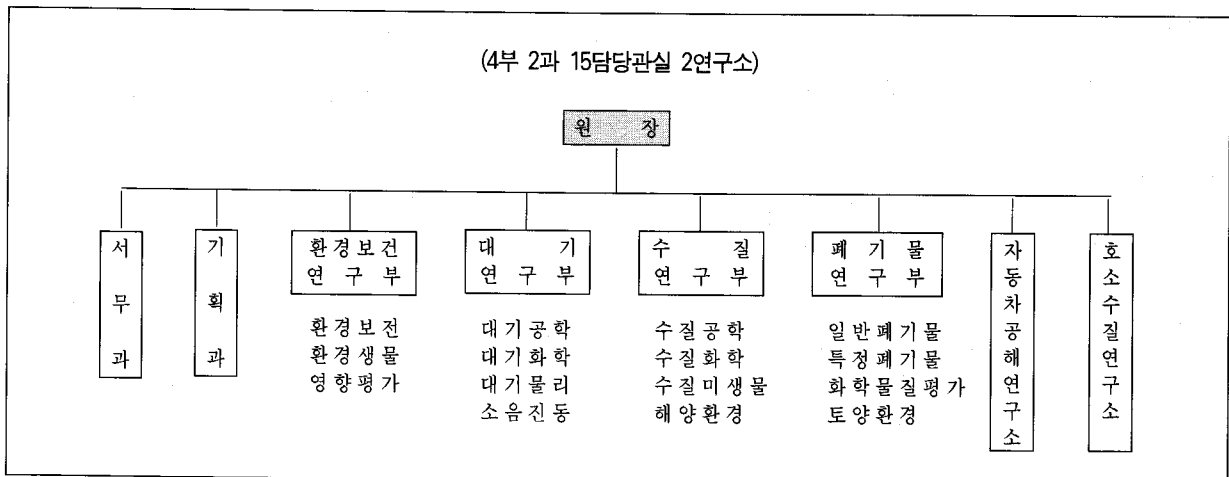 (4부 2과 15담당관실 2연구소)
원 장
서무과
기획과
환경보건
연구부
환경보전
환경생물
영향평가
대기
연구부
대기공학
대기화학
대기물리
소음진동
수질
연구부
수질공학
수질화학
수질미생물
해양환경
폐기물
연구부
일반폐기물
특정폐기물
화학물질평가
토양환경
자동차공해연구소
호소수질연구소